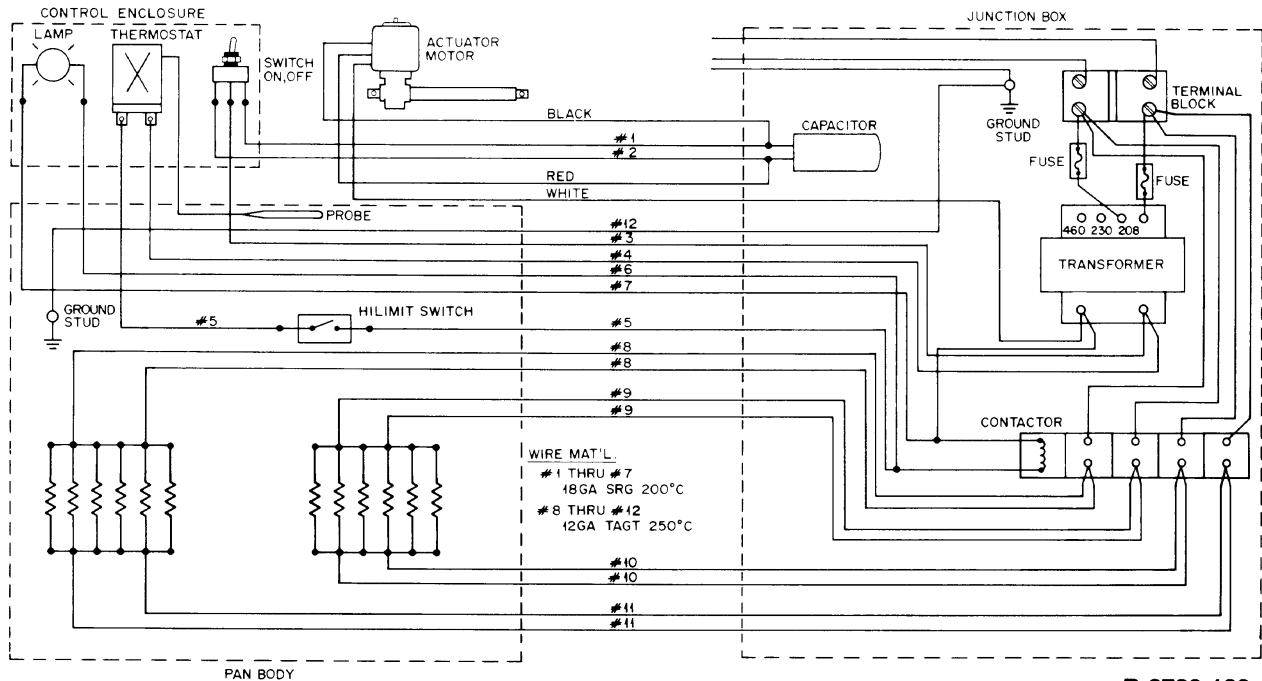 CONTROL ENCLOSURE
LAMP
THERMOSTAT
SWITCH
ON,OFF
ACTUATOR
MOTOR
JUNCTION BOX
TERMINAL
BLOCK
GROUND
STUD
FUSE
FUSE
BLACK
#1
#2
CAPACITOR
RED
WHITE
PROBE
#12
#3
#4
#6
#7
460 230 208
TRANSFORMER
GROUND
STUD
#5
HILIMIT SWITCH
#5
#8
#8
#9
#9
CONTACTOR
WIRE MAT'L.
#1 THRU #7
18GA SRG 200°C
#8 THRU #12
12GA TAGT 250°C
#10
#10
#11
#11
PAN BODY